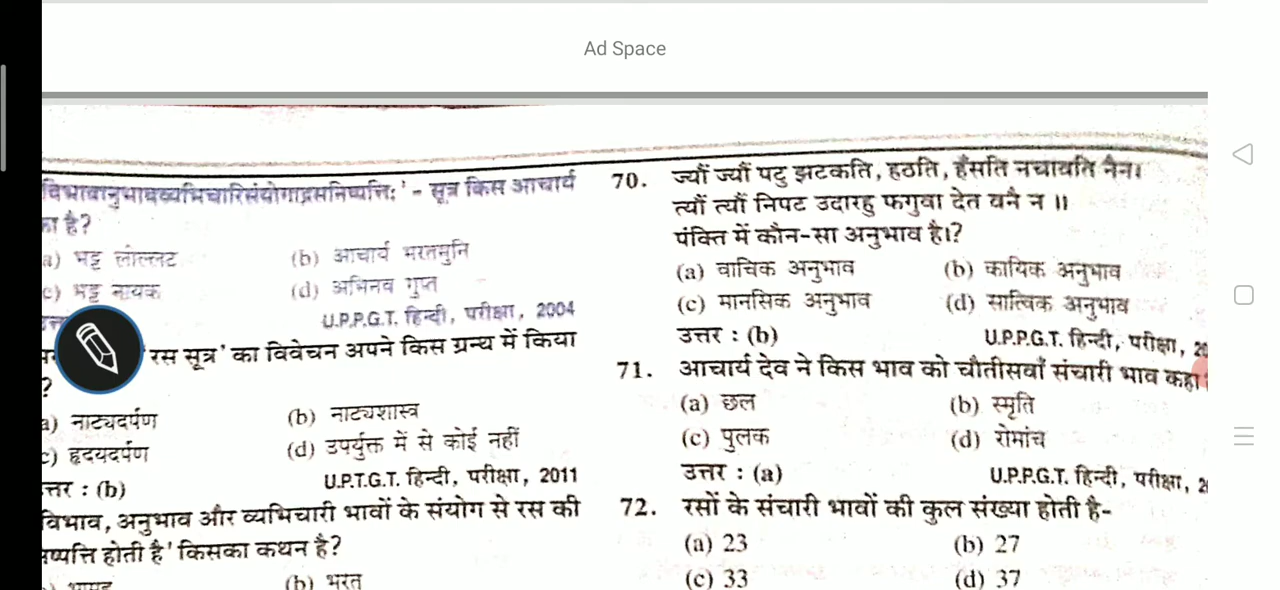 Ad Space
विभावानुभावव्यभिचारिसंयोगाद्रसनिष्पत्तिः' - सूत्र किस आचार्य
का है?
a) भट्ट लोल्लट (b) आचार्य भरतमुनि
c) भट्ट नायक (d) अभिनव गुप्त
U.P.P.G.T. हिन्दी, परीक्षा, 2004
रस सूत्र' का विवेचन अपने किस ग्रन्थ में किया
?
a) नाट्यदर्पण (b) नाट्यशास्त्र
c) हृदयदर्पण (d) उपर्युक्त में से कोई नहीं
त्तर : (b) U.P.T.G.T. हिन्दी, परीक्षा, 2011
विभाव, अनुभाव और व्यभिचारी भावों के संयोग से रस की
ष्पत्ति होती है' किसका कथन है?
(b) भरत
70. ज्यौं ज्यौं पटु झटकति, हठति, हँसति नचावति नैन।
त्यौं त्यौं निपट उदारहु फगुवा देत वनै न ॥
पंक्ति में कौन-सा अनुभाव है।?
(a) वाचिक अनुभाव (b) कायिक अनुभाव
(c) मानसिक अनुभाव (d) सात्विक अनुभाव
उत्तर : (b) U.P.P.G.T. हिन्दी, परीक्षा, 2
71. आचार्य देव ने किस भाव को चौतीसवाँ संचारी भाव कहा
(a) छल (b) स्मृति
(c) पुलक (d) रोमांच
उत्तर : (a) U.P.P.G.T. हिन्दी, परीक्षा, 2
72. रसों के संचारी भावों की कुल संख्या होती है-
(a) 23 (b) 27
(c) 33 (d) 37